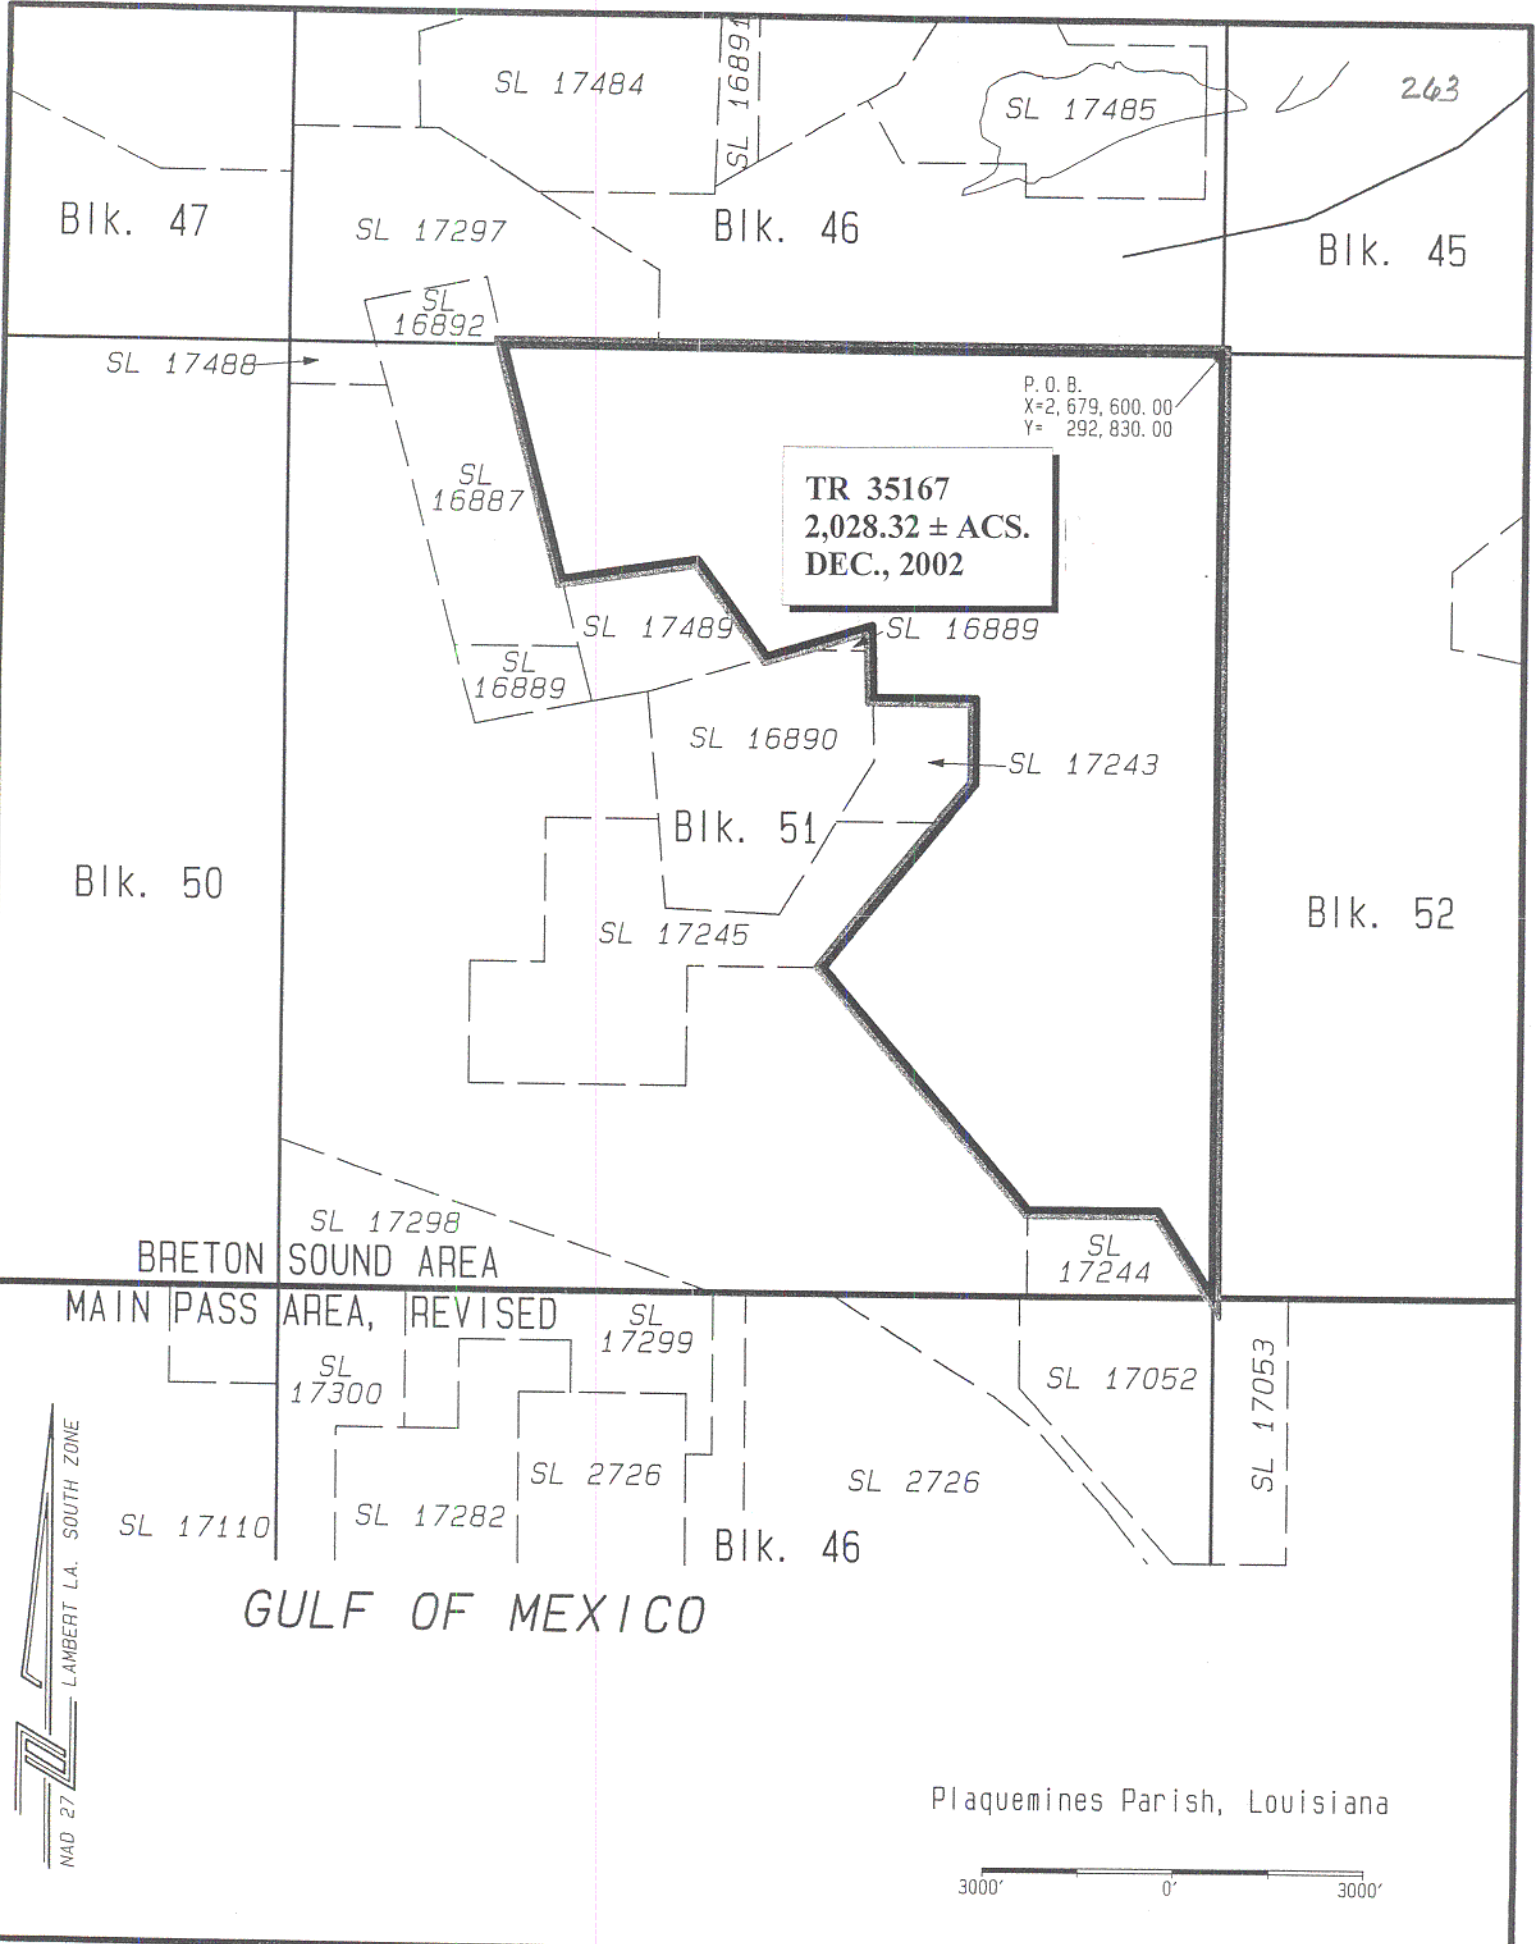 SL 17484
SL 16891
SL 17485
263
Blk. 47
SL 17297
Blk. 46
Blk. 45
SL
16892
SL 17488
P.O.B.
X=2,679,600.00
Y= 292,830.00
SL
16887
TR 35167
2,028.32 ± ACS.
DEC., 2002
SL 17489
SL 16889
SL
16889
SL 16890
SL 17243
Blk. 51
Blk. 50
Blk. 52
SL 17245
SL 17298
SL
17244
BRETON SOUND AREA
MAIN PASS AREA, REVISED
SL
17299
SL
17300
SL 17052
SL 17053
SL 2726
SL 2726
SL 17110
SL 17282
Blk. 46
GULF OF MEXICO
NAD 27 LAMBERT LA. SOUTH ZONE
Plaquemines Parish, Louisiana
3000' 0' 3000'